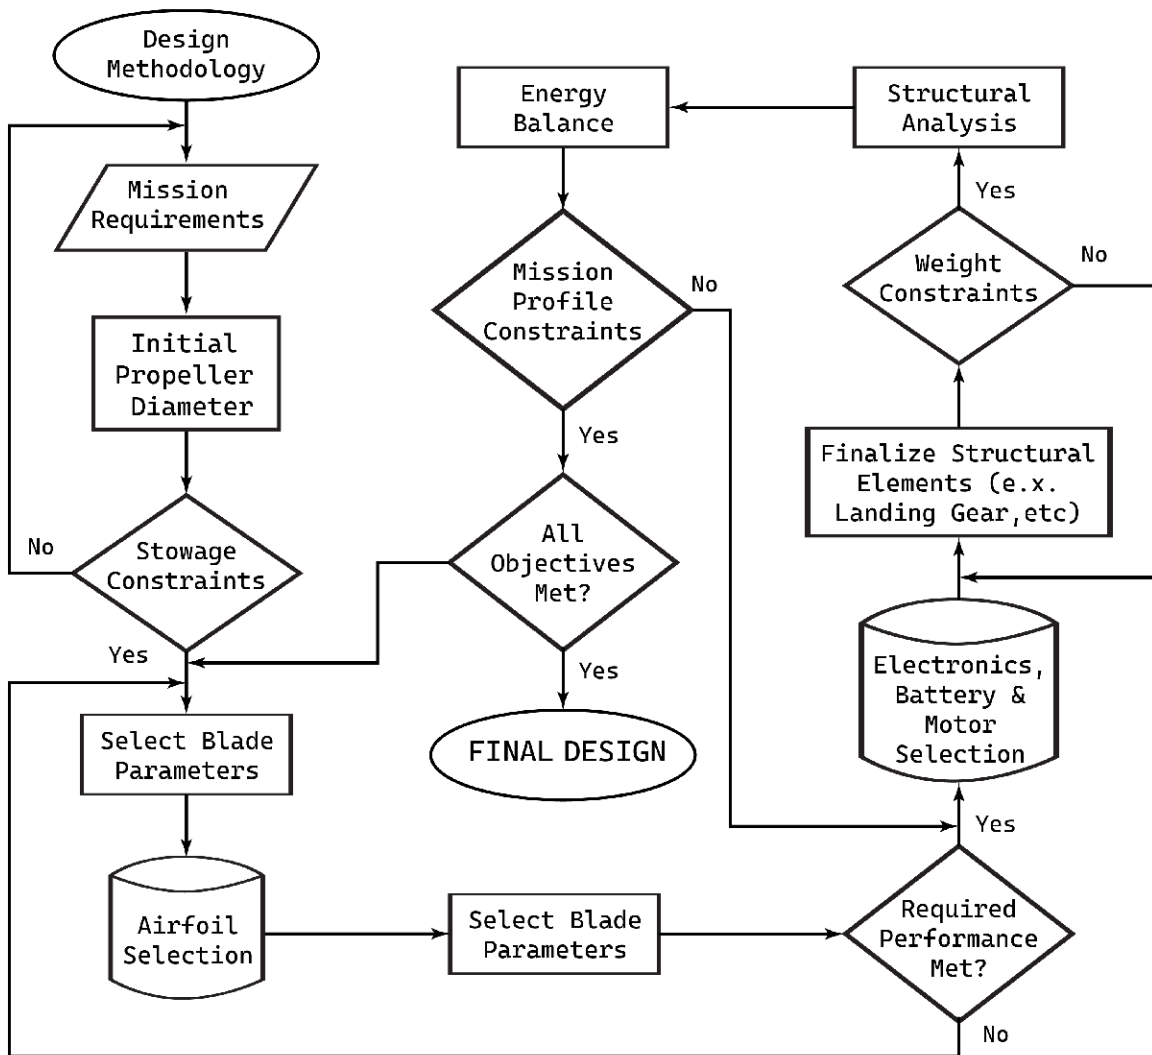 Design
Methodology
Mission
Requirements
Initial
Propeller
Diameter
No
Stowage
Constraints
Yes
Select Blade
Parameters
Airfoil
Selection
Select Blade
Parameters
Required
Performance
Met?
No
Yes
Electronics,
Battery &
Motor
Selection
Finalize Structural
Elements (e.x.
Landing Gear,etc)
Weight
Constraints
No
Yes
Structural
Analysis
Energy
Balance
Mission
Profile
Constraints
No
Yes
All
Objectives
Met?
Yes
FINAL DESIGN